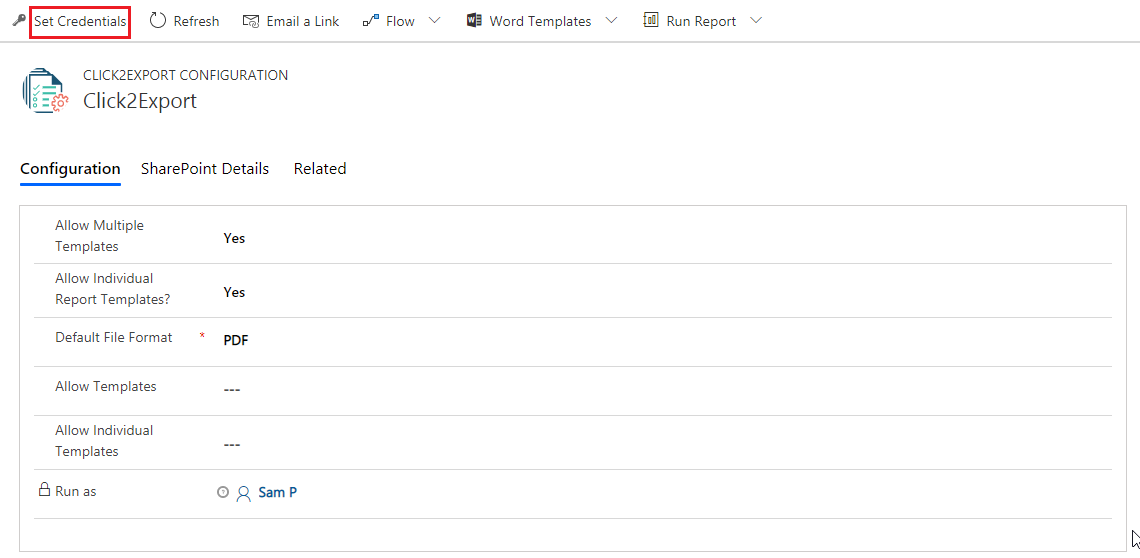 Set Credentials Refresh Email a Link Flow Word Templates Run Report
CLICK2EXPORT CONFIGURATION
Click2Export
Configuration SharePoint Details Related
Allow Multiple
Templates
Yes
Allow Individual
Report Templates?
Yes
Default File Format * PDF
Allow Templates ---
Allow Individual
Templates
---
Run as Sam P